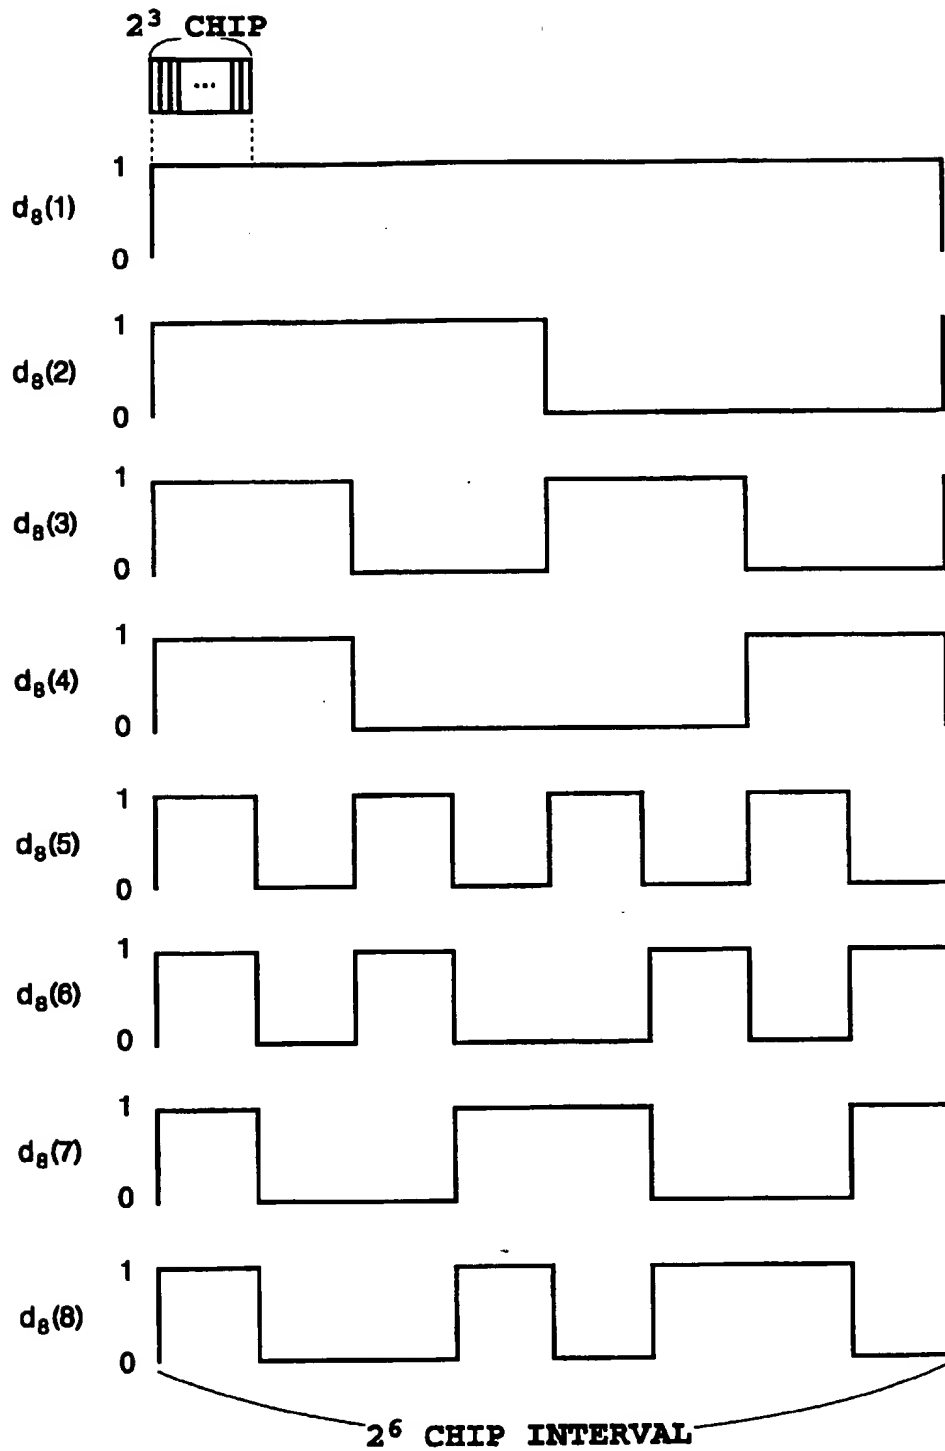 2³ CHIP
...
1
d₈(1)
0
1
d₈(2)
0
1
d₈(3)
0
1
d₈(4)
0
1
d₈(5)
0
1
d₈(6)
0
1
d₈(7)
0
1
d₈(8)
0
2⁶ CHIP INTERVAL